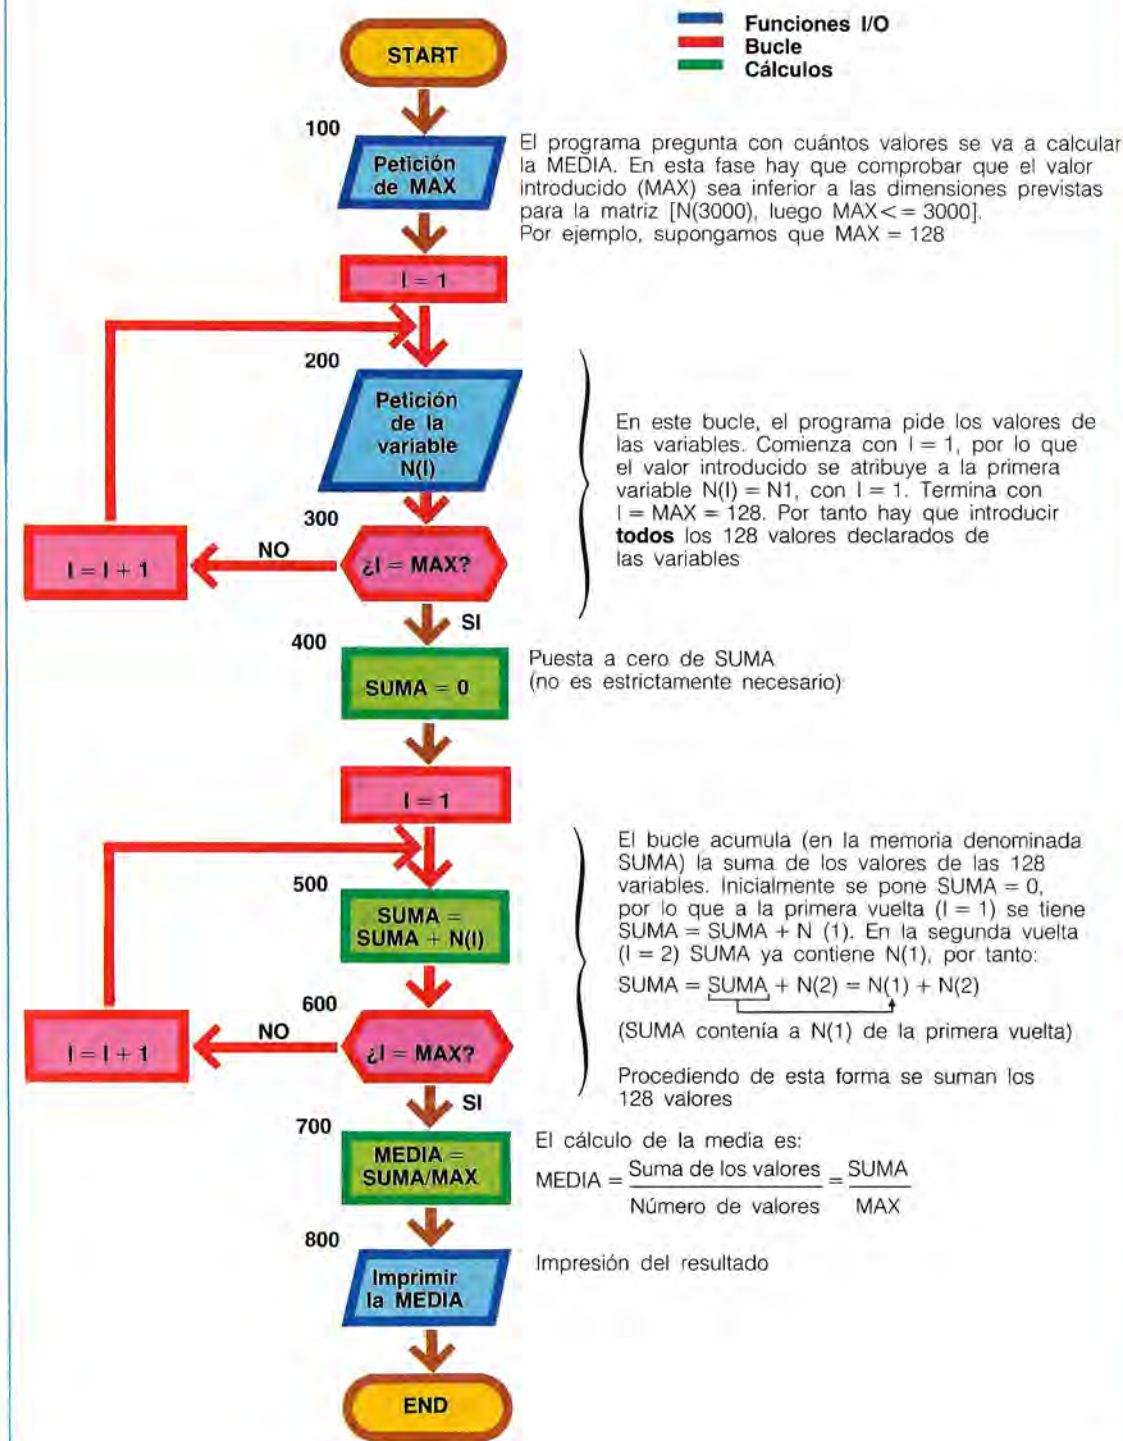 Funciones I/O
Bucle
Cálculos
START
100
Petición
de MAX
El programa pregunta con cuántos valores se va a calcular
la MEDIA. En esta fase hay que comprobar que el valor
introducido (MAX) sea inferior a las dimensiones previstas
para la matriz [N(3000), luego MAX<= 3000].
Por ejemplo, supongamos que MAX = 128
I = 1
200
Petición
de la
variable
N(I)
En este bucle, el programa pide los valores de
las variables. Comienza con I = 1, por lo que
el valor introducido se atribuye a la primera
variable N(I) = N1, con I = 1. Termina con
I = MAX = 128. Por tanto hay que introducir
todos los 128 valores declarados de
las variables
300
¿I = MAX?
NO
I = I + 1
SI
400
SUMA = 0
Puesta a cero de SUMA
(no es estrictamente necesario)
I = 1
500
SUMA =
SUMA + N(I)
El bucle acumula (en la memoria denominada
SUMA) la suma de los valores de las 128
variables. Inicialmente se pone SUMA = 0,
por lo que a la primera vuelta (I = 1) se tiene
SUMA = SUMA + N (1). En la segunda vuelta
(I = 2) SUMA ya contiene N(1), por tanto:
SUMA = SUMA + N(2) = N(1) + N(2)
(SUMA contenía a N(1) de la primera vuelta)
Procediendo de esta forma se suman los
128 valores
600
¿I = MAX?
NO
I = I + 1
SI
700
MEDIA =
SUMA/MAX
El cálculo de la media es:
MEDIA = Suma de los valores = SUMA
Número de valores MAX
800
Imprimir
la MEDIA
Impresión del resultado
END